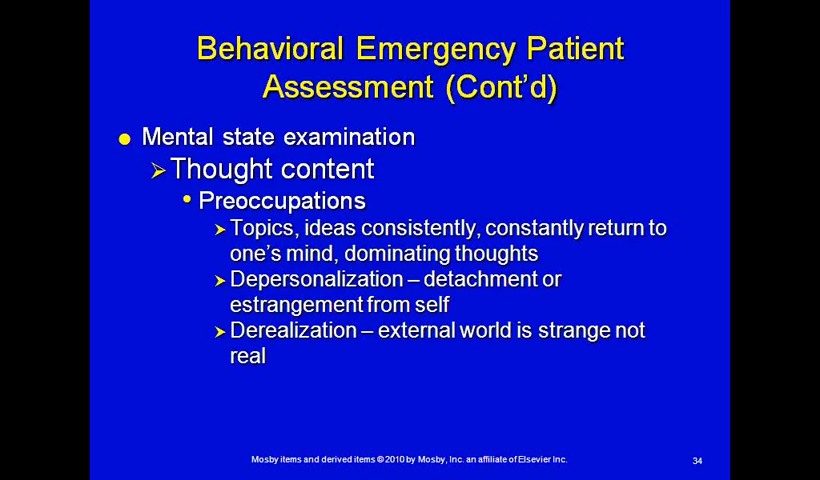 Behavioral Emergency Patient
Assessment (Cont’d)
Mental state examination
Thought content
Preoccupations
Topics, ideas consistently, constantly return to
one’s mind, dominating thoughts
Depersonalization – detachment or
estrangement from self
Derealization – external world is strange not
real
Mosby items and derived items © 2010 by Mosby, Inc. an affiliate of Elsevier Inc.
34